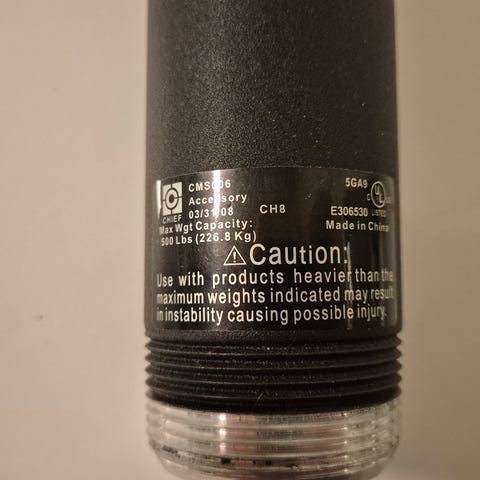 CMS006 5GA9
Accessory C UL US
CHIEF 03/31/08 CH8 E306530 LISTED
Max Wgt Capacity: Made in China
500 Lbs (226.8 Kg)
Caution:
Use with products heavier than the
maximum weights indicated may result
in instability causing possible injury.